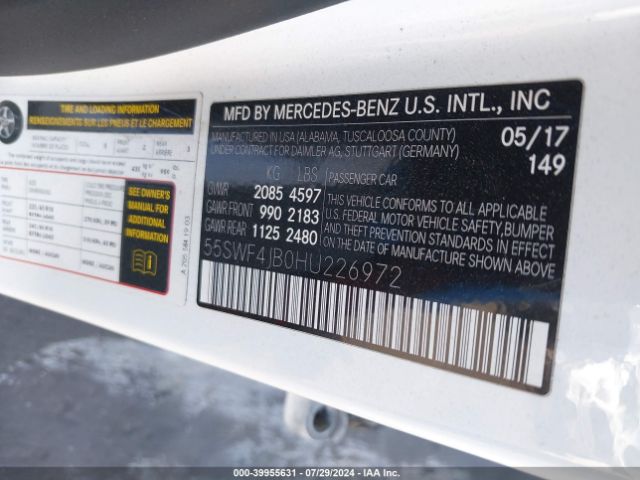 TIRE AND LOADING INFORMATION
RENSEIGNEMENTS SUR LES PNEUS ET LE CHARGEMENT
SEE OWNER'S
MANUAL FOR
ADDITIONAL
INFORMATION
A 205 584 19 03
MFD BY MERCEDES-BENZ U.S. INTL., INC
MANUFACTURED IN USA (ALABAMA, TUSCALOOSA COUNTY) 05/17
UNDER CONTRACT FOR DAIMLER AG, STUTTGART (GERMANY) 149
KG LBS PASSENGER CAR
GVWR 2085 4597
GAWR FRONT 990 2183
GAWR REAR 1125 2480
THIS VEHICLE CONFORMS TO ALL APPLICABLE
U.S. FEDERAL MOTOR VEHICLE SAFETY, BUMPER
AND THEFT PREVENTION STANDARDS IN EFFECT
ON THE DATE OF MANUFACTURE SHOWN ABOVE
55SWF4JB0HU226972
000-39955631 - 07/29/2024 - IAA Inc.